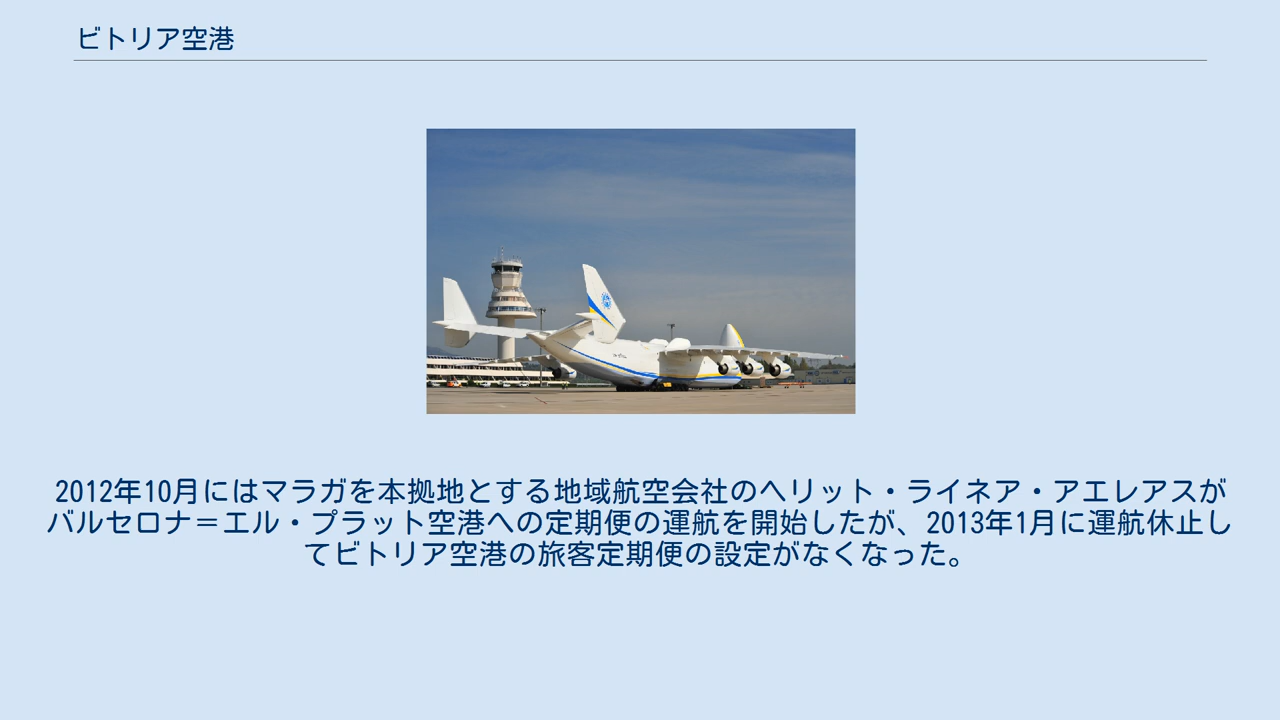 ビトリア空港
2012年10月にはマラガを本拠地とする地域航空会社のヘリット・ライネア・アエレアスが
バルセロナ＝エル・プラット空港への定期便の運航を開始したが、2013年1月に運航休止し
てビトリア空港の旅客定期便の設定がなくなった。